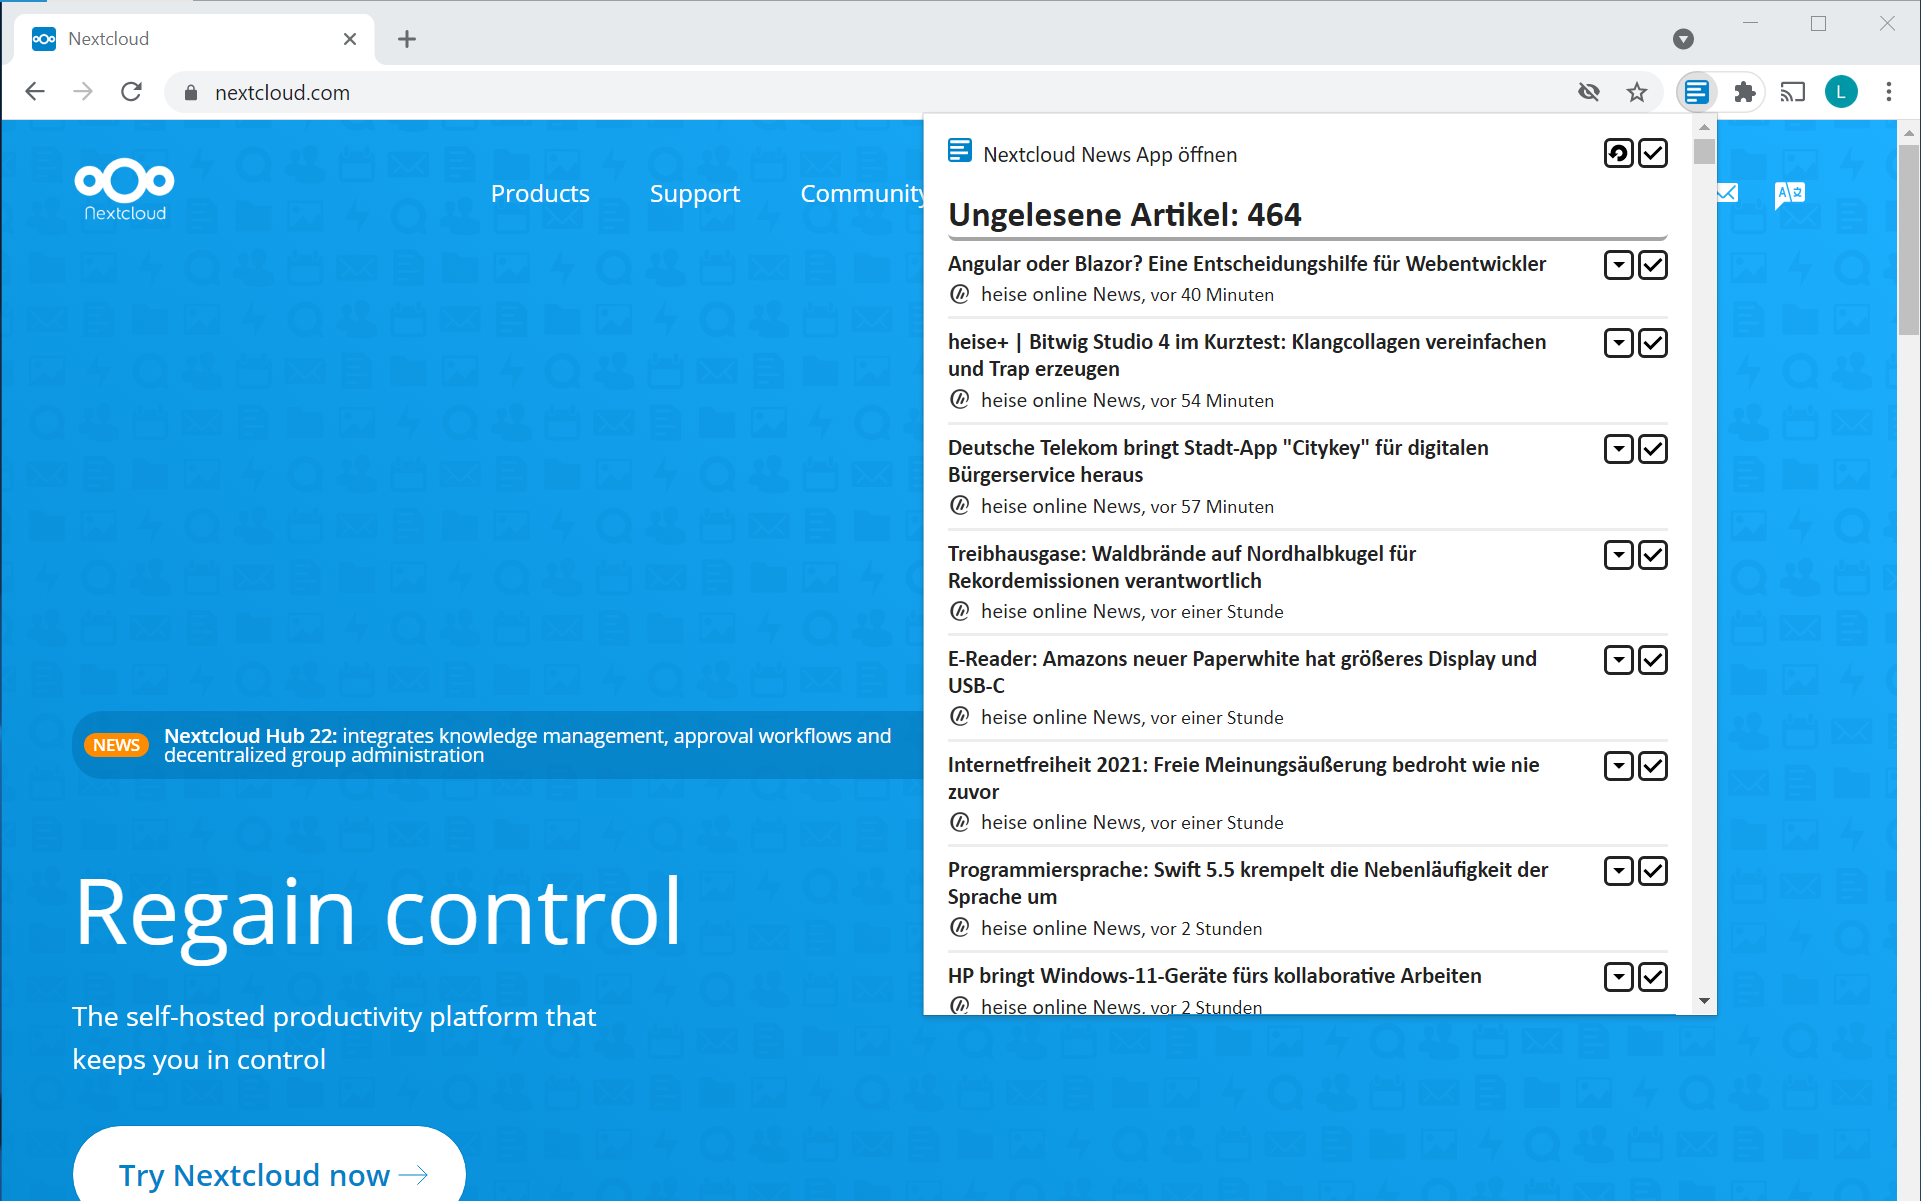 Nextcloud
nextcloud.com
L
Nextcloud
Products
Support
Community
NEWS
Nextcloud Hub 22: integrates knowledge management, approval workflows and
decentralized group administration
Regain control
The self-hosted productivity platform that
keeps you in control
Try Nextcloud now
Nextcloud News App öffnen
Ungelesene Artikel: 464
Angular oder Blazor? Eine Entscheidungshilfe für Webentwickler
heise online News, vor 40 Minuten
heise+ | Bitwig Studio 4 im Kurztest: Klangcollagen vereinfachen
und Trap erzeugen
heise online News, vor 54 Minuten
Deutsche Telekom bringt Stadt-App "Citykey" für digitalen
Bürgerservice heraus
heise online News, vor 57 Minuten
Treibhausgase: Waldbrände auf Nordhalbkugel für
Rekordemissionen verantwortlich
heise online News, vor einer Stunde
E-Reader: Amazons neuer Paperwhite hat größeres Display und
USB-C
heise online News, vor einer Stunde
Internetfreiheit 2021: Freie Meinungsäußerung bedroht wie nie
zuvor
heise online News, vor einer Stunde
Programmiersprache: Swift 5.5 krempelt die Nebenläufigkeit der
Sprache um
heise online News, vor 2 Stunden
HP bringt Windows-11-Geräte fürs kollaborative Arbeiten
heise online News, vor 2 Stunden